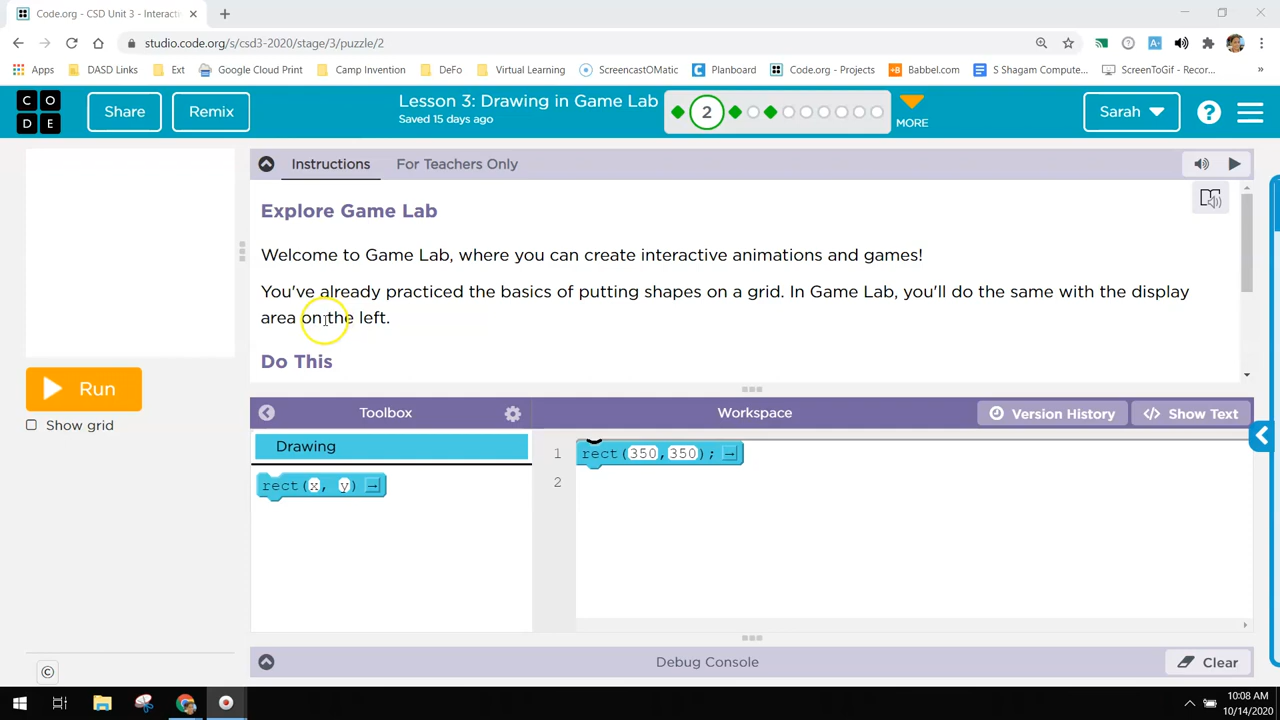 Code.org - CSD Unit 3 - Interacti
studio.code.org/s/csd3-2020/stage/3/puzzle/2
Apps
DASD Links
Ext
Google Cloud Print
Camp Invention
DeFo
Virtual Learning
ScreencastOMatic
Planboard
Code.org - Projects
Babbel.com
S Shagam Compute...
ScreenToGif - Recor...
»
C O D E
Share
Remix
Lesson 3: Drawing in Game Lab
Saved 15 days ago
2
MORE
Sarah
?
Instructions
For Teachers Only
Explore Game Lab
Welcome to Game Lab, where you can create interactive animations and games!
You've already practiced the basics of putting shapes on a grid. In Game Lab, you'll do the same with the display
area on the left.
Do This
Run
Show grid
Toolbox
Workspace
Version History
</> Show Text
Drawing
rect(x, y)
1 rect(350,350);
2
©
Debug Console
Clear
10:08 AM
10/14/2020